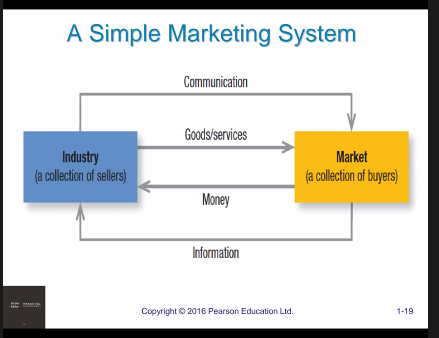 A Simple Marketing System
Communication
Goods/services
Industry
(a collection of sellers)
Market
(a collection of buyers)
Money
Information
Copyright © 2016 Pearson Education Ltd.
1-19